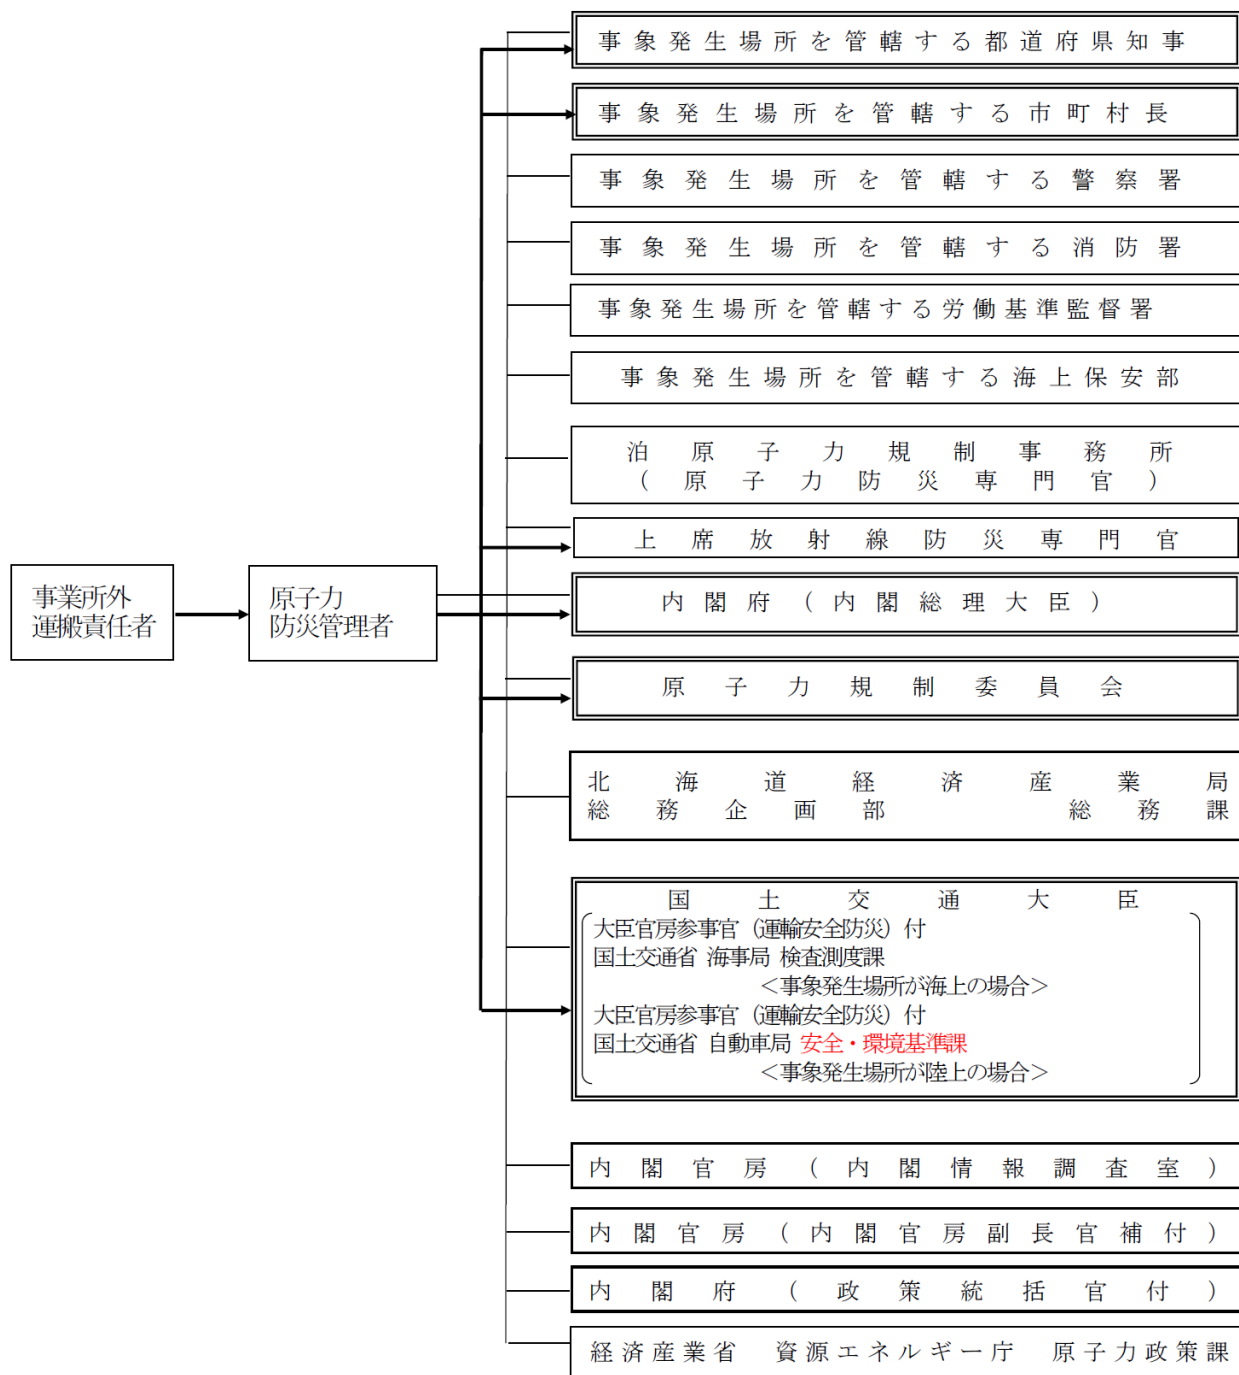 事象発生場所を管轄する都道府県知事
事象発生場所を管轄する市町村長
事象発生場所を管轄する警察署
事象発生場所を管轄する消防署
事象発生場所を管轄する労働基準監督署
事象発生場所を管轄する海上保安部
泊原子力規制事務所
(原子力防災専門官)
上席放射線防災専門官
事業所外
運搬責任者
原子力
防災管理者
内閣府(内閣総理大臣)
原子力規制委員会
北海道経済産業局
総務企画部 総務課
国土交通大臣
大臣官房参事官(運輸安全防災)付
国土交通省 海事局 検査測度課
<事象発生場所が海上の場合>
大臣官房参事官(運輸安全防災)付
国土交通省 自動車局 安全・環境基準課
<事象発生場所が陸上の場合>
内閣官房(内閣情報調査室)
内閣官房(内閣官房副長官補付)
内閣府(政策統括官付)
経済産業省 資源エネルギー庁 原子力政策課